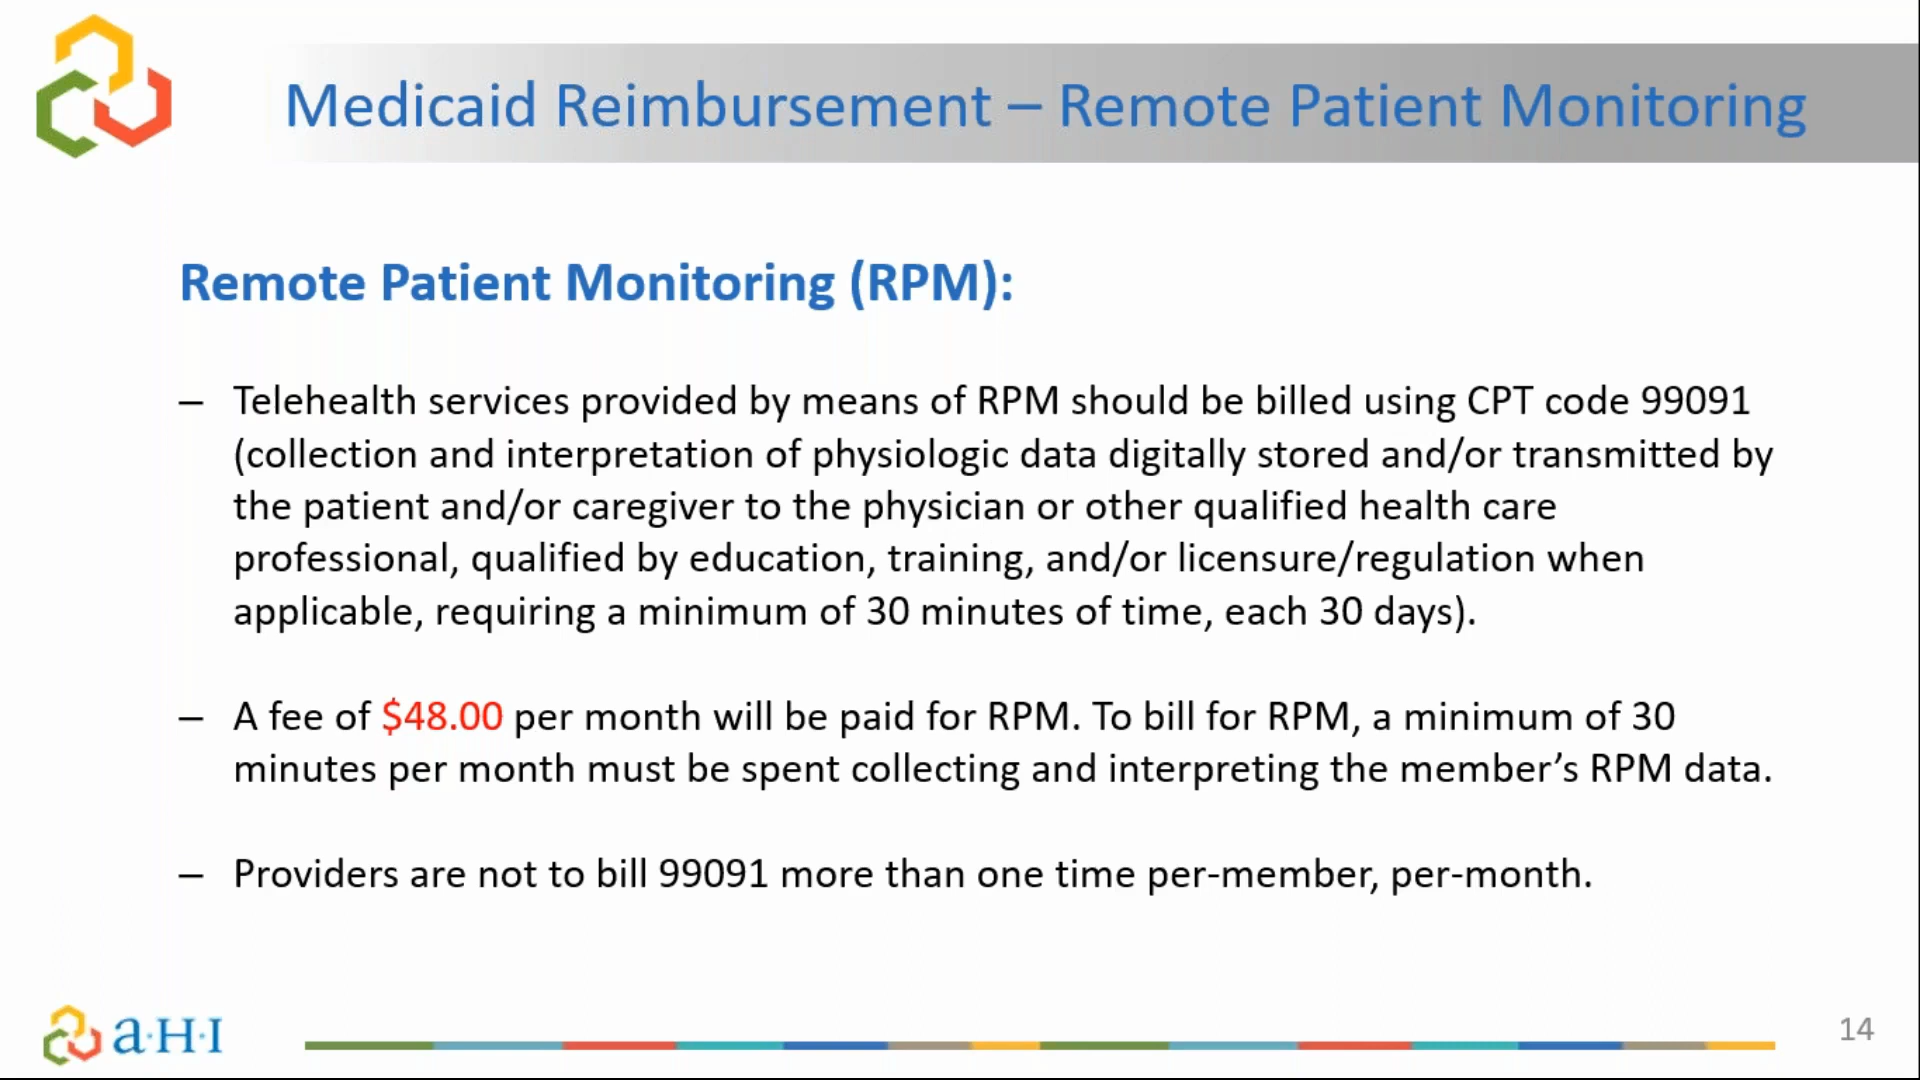 Medicaid Reimbursement – Remote Patient Monitoring
Remote Patient Monitoring (RPM):
– Telehealth services provided by means of RPM should be billed using CPT code 99091
(collection and interpretation of physiologic data digitally stored and/or transmitted by
the patient and/or caregiver to the physician or other qualified health care
professional, qualified by education, training, and/or licensure/regulation when
applicable, requiring a minimum of 30 minutes of time, each 30 days).
– A fee of $48.00 per month will be paid for RPM. To bill for RPM, a minimum of 30
minutes per month must be spent collecting and interpreting the member’s RPM data.
– Providers are not to bill 99091 more than one time per-member, per-month.
a·H·I
14